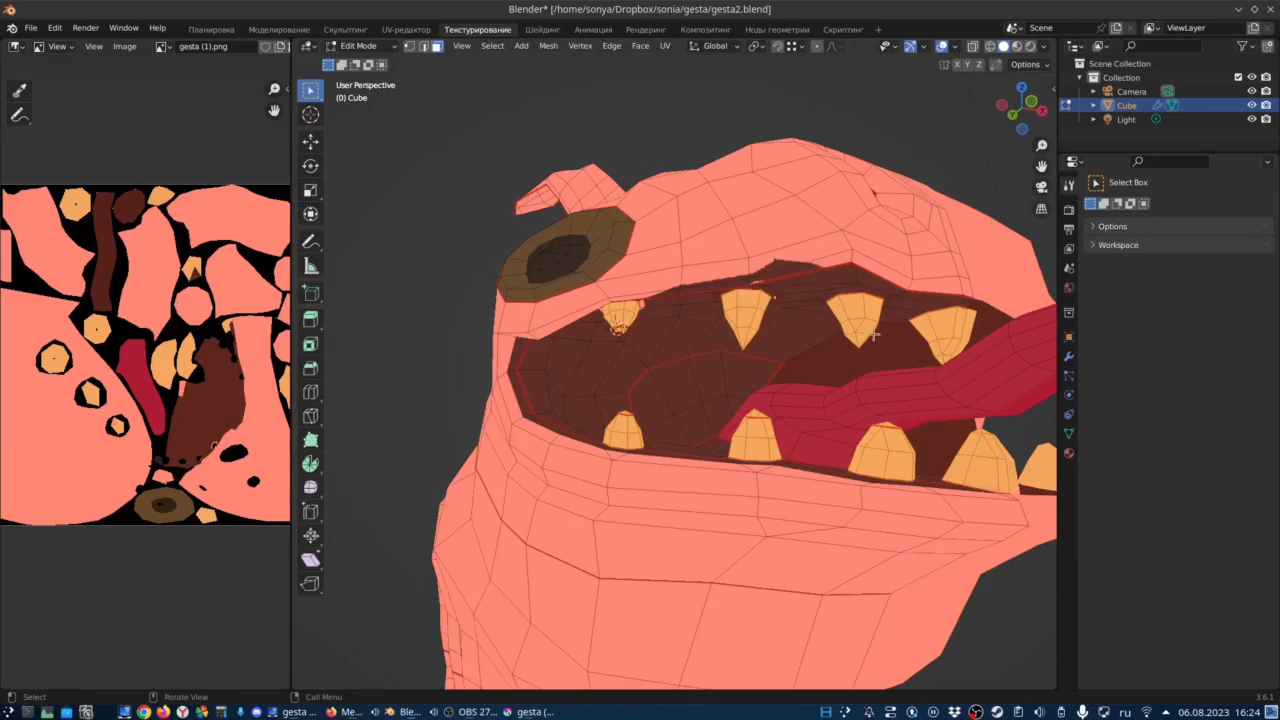 Blender* [/home/sonya/Dropbox/sonia/gesta/gesta2.blend]
File Edit Render Window Help Планировка Моделирование Скульптинг UV-редактор Текстурирование Шейдинг Анимация Рендеринг Композитинг Геометрические ноды Скриптинг Scene ViewLayer
View View Image gesta (1).png Edit Mode View Select Add Mesh Vertex Edge Face UV Global
X Y Z Options
User Perspective
(0) Cube
Scene Collection
Collection
Camera
Cube
Light
Select Box
Options
Workspace
Z
X
Y
Select Rotate View Call Menu 3.6.1
gesta ... Me... Ble... OBS 27... gesta (... ru 06.08.2023 16:24